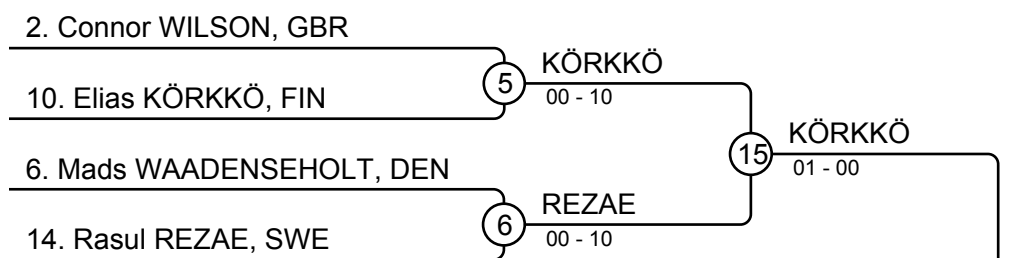 2. Connor WILSON, GBR
10. Elias KÖRKKÖ, FIN
5
KÖRKKÖ
00 - 10
6. Mads WAADENSEHOLT, DEN
14. Rasul REZAE, SWE
6
REZAE
00 - 10
15
KÖRKKÖ
01 - 00